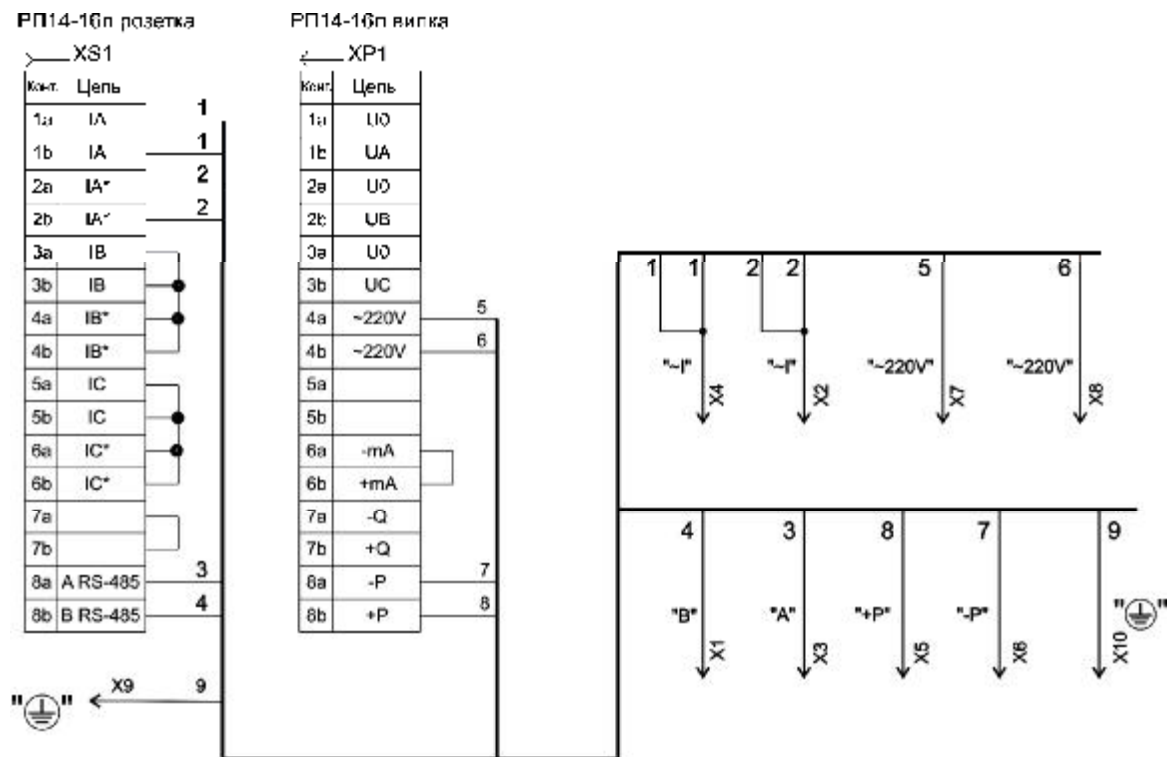 РП14-16п розетка
РП14-16п вилка
XS1
XP1
Конт. Цепь
Конт. Цепь
1a IA 1
1b IA 1
2a IA* 2
2b IA* 2
3a IB
3b IB
4a IB*
4b IB*
5a IC
5b IC
6a IC*
6b IC*
7a
7b
8a A RS-485 3
8b B RS-485 4
1a U0
1b UA
2a U0
2b UB
3a U0
3b UC
4a ~220V 5
4b ~220V 6
5a
5b
6a -mA
6b +mA
7a -Q
7b +Q
8a -P 7
8b +P 8
X9 9
" "
1 1 2 2 5 6
"~I" X4 "~I" X2 "~220V" X7 "~220V" X8
4 3 8 7 9
"B" X1 "A" X3 "+P" X5 "-P" X6 X10 " "